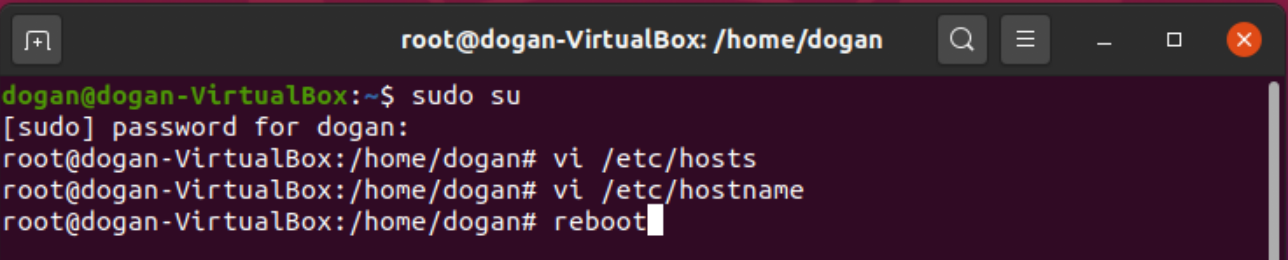 root@dogan-VirtualBox: /home/dogan
dogan@dogan-VirtualBox:~$ sudo su
[sudo] password for dogan:
root@dogan-VirtualBox:/home/dogan# vi /etc/hosts
root@dogan-VirtualBox:/home/dogan# vi /etc/hostname
root@dogan-VirtualBox:/home/dogan# reboot